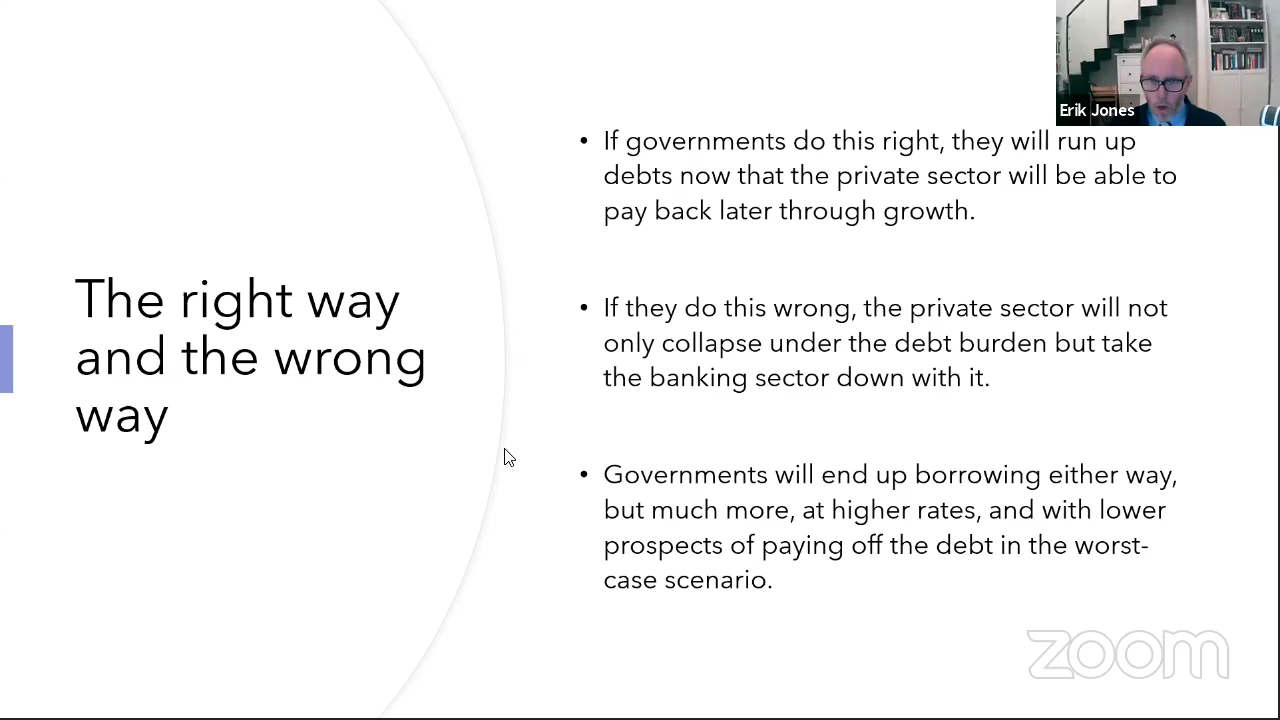 Erik Jones
The right way
and the wrong
way
• If governments do this right, they will run up
debts now that the private sector will be able to
pay back later through growth.
• If they do this wrong, the private sector will not
only collapse under the debt burden but take
the banking sector down with it.
• Governments will end up borrowing either way,
but much more, at higher rates, and with lower
prospects of paying off the debt in the worst-
case scenario.
zoom